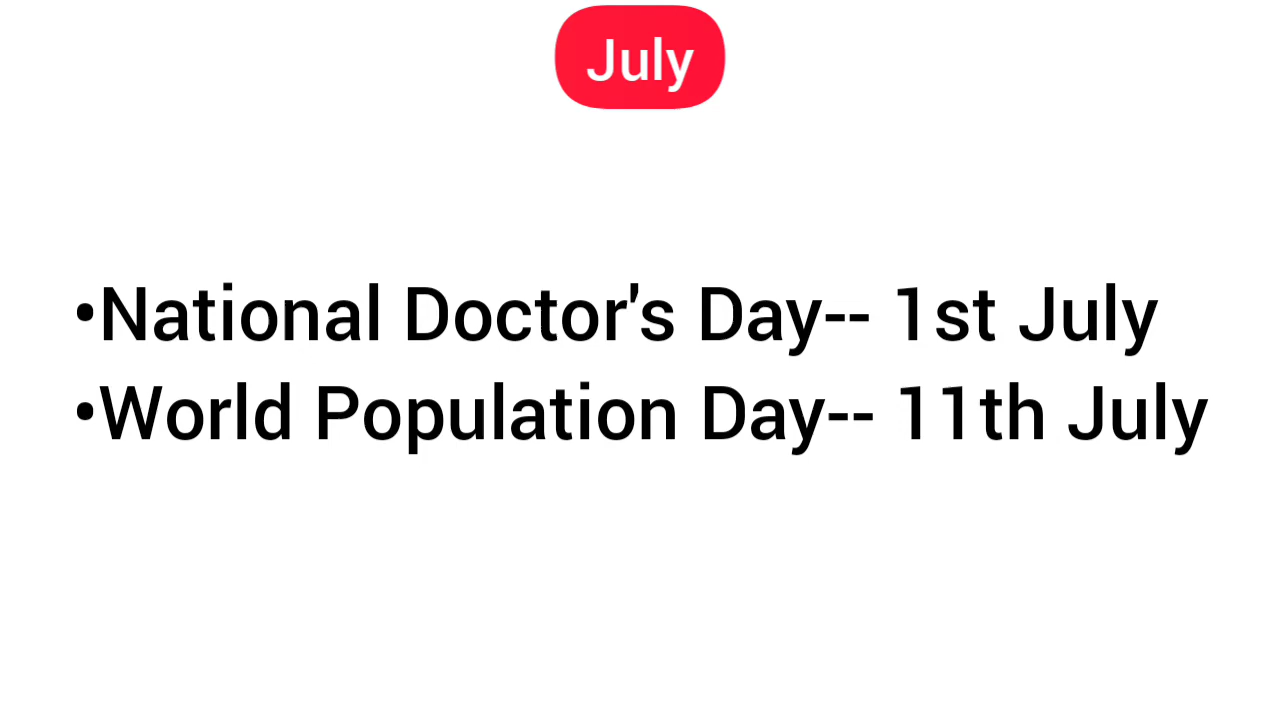 July
•National Doctor's Day-- 1st July
•World Population Day-- 11th July